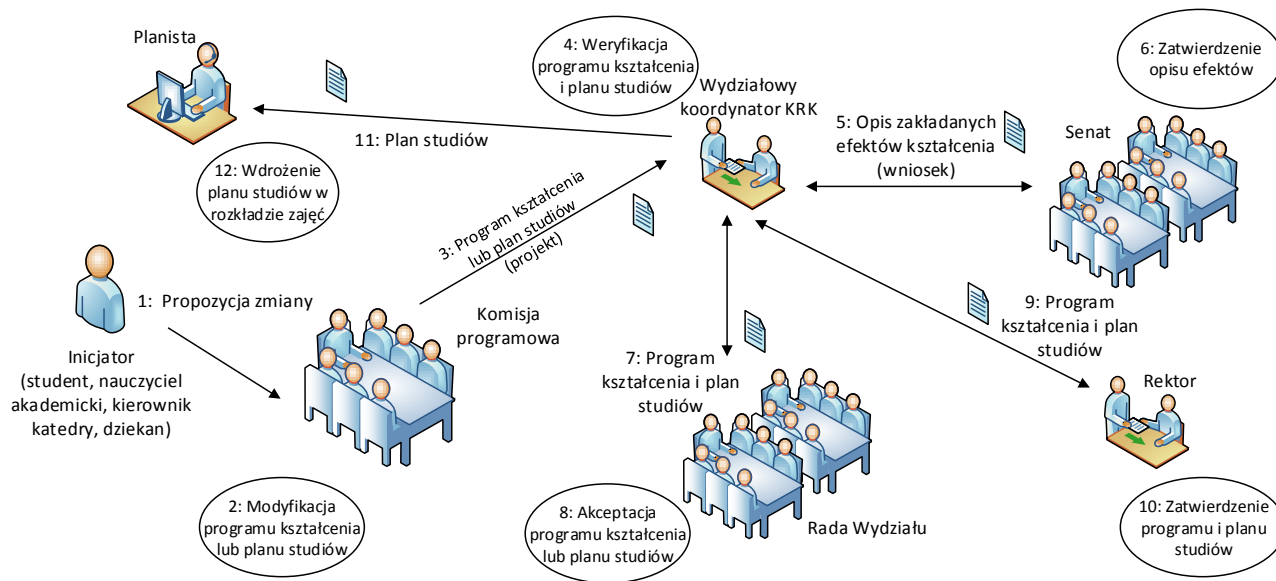 Planista
4: Weryfikacja
programu kształcenia
i planu studiów
Wydziałowy
koordynator KRK
6: Zatwierdzenie
opisu efektów
11: Plan studiów
5: Opis zakładanych
efektów kształcenia
(wniosek)
Senat
12: Wdrożenie
planu studiów w
rozkładzie zajęć
3: Program kształcenia
lub plan studiów
(projekt)
1: Propozycja zmiany
Komisja
programowa
Inicjator
(student, nauczyciel
akademicki, kierownik
katedry, dziekan)
7: Program
kształcenia i plan
studiów
9: Program
kształcenia i plan
studiów
Rektor
2: Modyfikacja
programu kształcenia
lub planu studiów
8: Akceptacja
programu kształcenia
lub planu studiów
Rada Wydziału
10: Zatwierdzenie
programu i planu
studiów